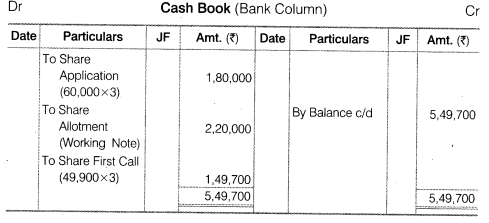 Dr Cash Book (Bank Column) Cr
Date Particulars JF Amt. (₹) Date Particulars JF Amt. (₹)
To Share
Application 1,80,000
(60,000×3)
To Share By Balance c/d 5,49,700
Allotment 2,20,000
(Working Note)
To Share First Call
(49,900×3) 1,49,700
5,49,700 5,49,700